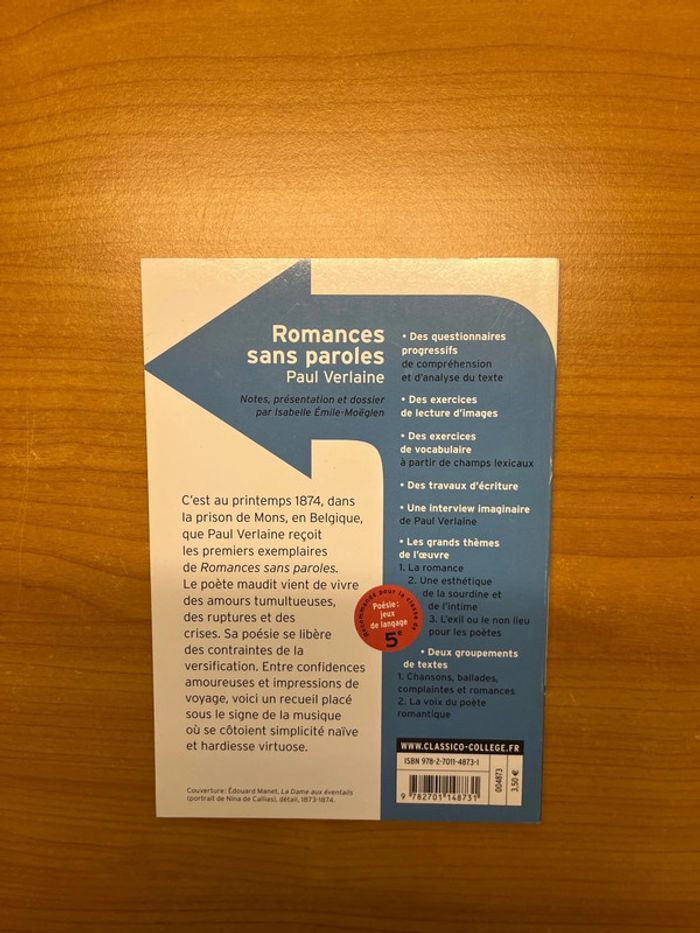 Romances
sans paroles
Paul Verlaine
Notes, présentation et dossier
par Isabelle Émile-Moëglen
C'est au printemps 1874, dans
la prison de Mons, en Belgique,
que Paul Verlaine reçoit
les premiers exemplaires
de Romances sans paroles.
Le poète maudit vient de vivre
des amours tumultueuses,
des ruptures et des
crises. Sa poésie se libère
des contraintes de la
versification. Entre confidences
amoureuses et impressions de
voyage, voici un recueil placé
sous le signe de la musique
où se côtoient simplicité naïve
et hardiesse virtuose.
Couverture: Édouard Manet, La Dame aux éventails
(portrait de Nina de Callias), détail, 1873-1874.
Recommandé pour la classe de
Poésie:
jeux
de langage
5e
• Des questionnaires
progressifs
de compréhension
et d'analyse du texte
• Des exercices
de lecture d'images
• Des exercices
de vocabulaire
à partir de champs lexicaux
• Des travaux d'écriture
• Une interview imaginaire
de Paul Verlaine
• Les grands thèmes
de l'œuvre
1. La romance
2. Une esthétique
de la sourdine et
de l'intime
3. L'exil ou le non lieu
pour les poètes
• Deux groupements
de textes
1. Chansons, ballades,
complaintes et romances
2. La voix du poète
romantique
WWW.CLASSICO-COLLEGE.FR
ISBN 978-2-7011-4873-1
9 782701 148731
004873
3,50 €